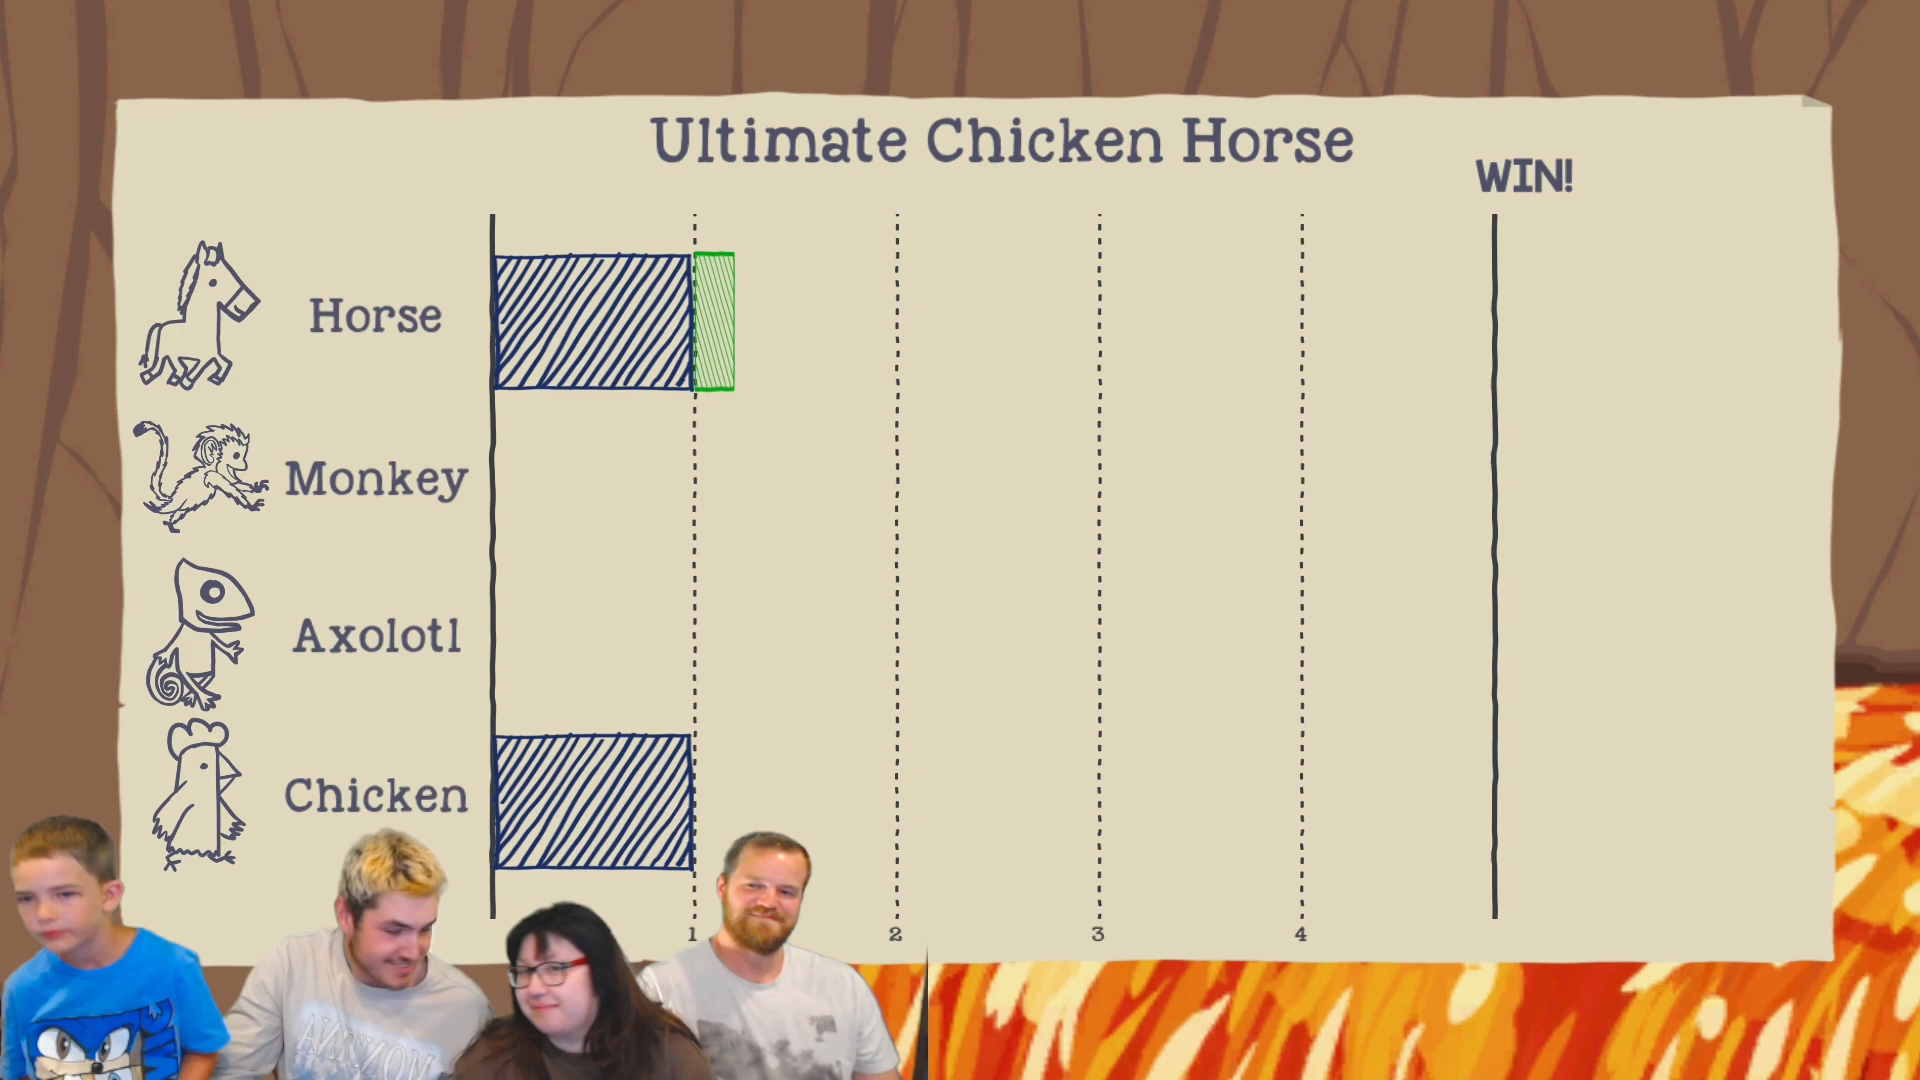 Ultimate Chicken Horse
WIN!
Horse
Monkey
Axolotl
Chicken
1
2
3
4